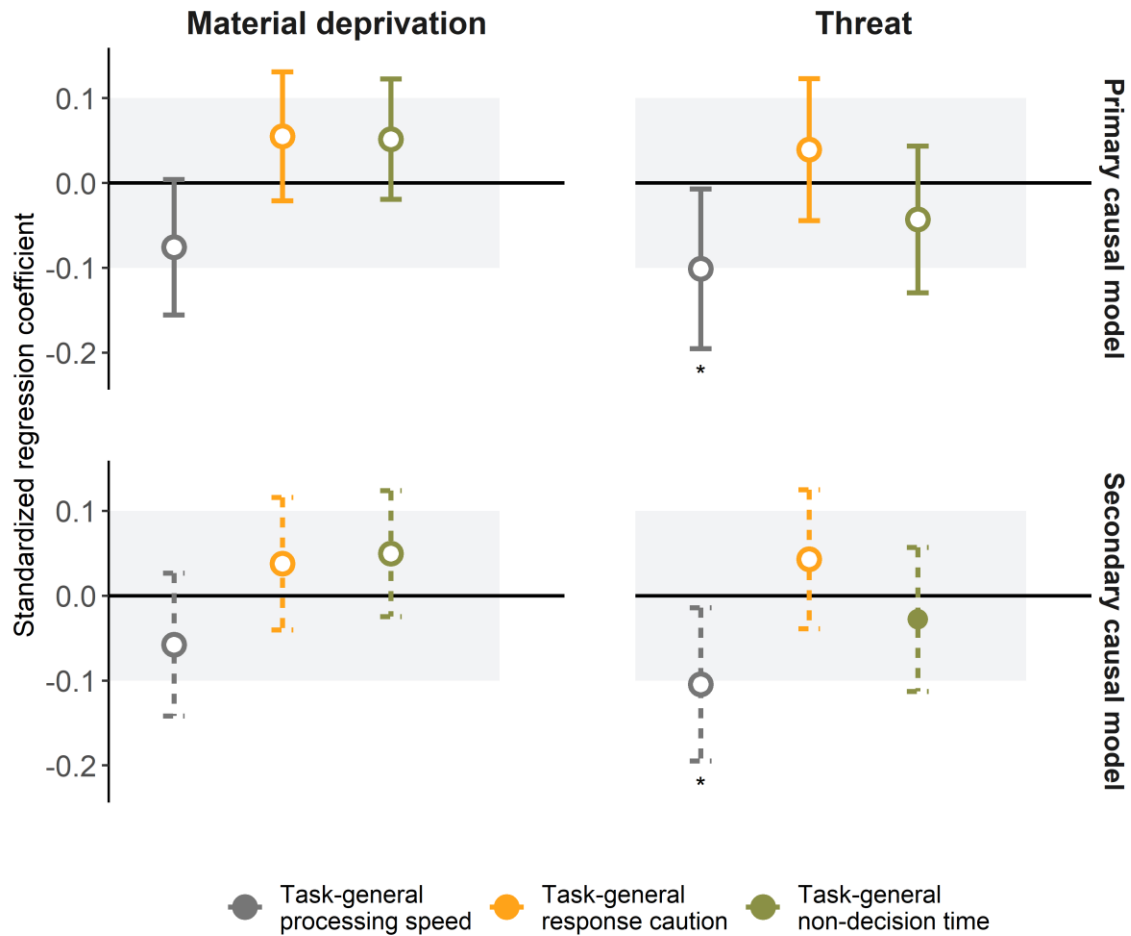 Material deprivation
Threat
Standardized regression coefficient
0.1
0.0
-0.1
-0.2
*
Primary causal model
0.1
0.0
-0.1
-0.2
*
Secondary causal model
Task-general
processing speed
Task-general
response caution
Task-general
non-decision time